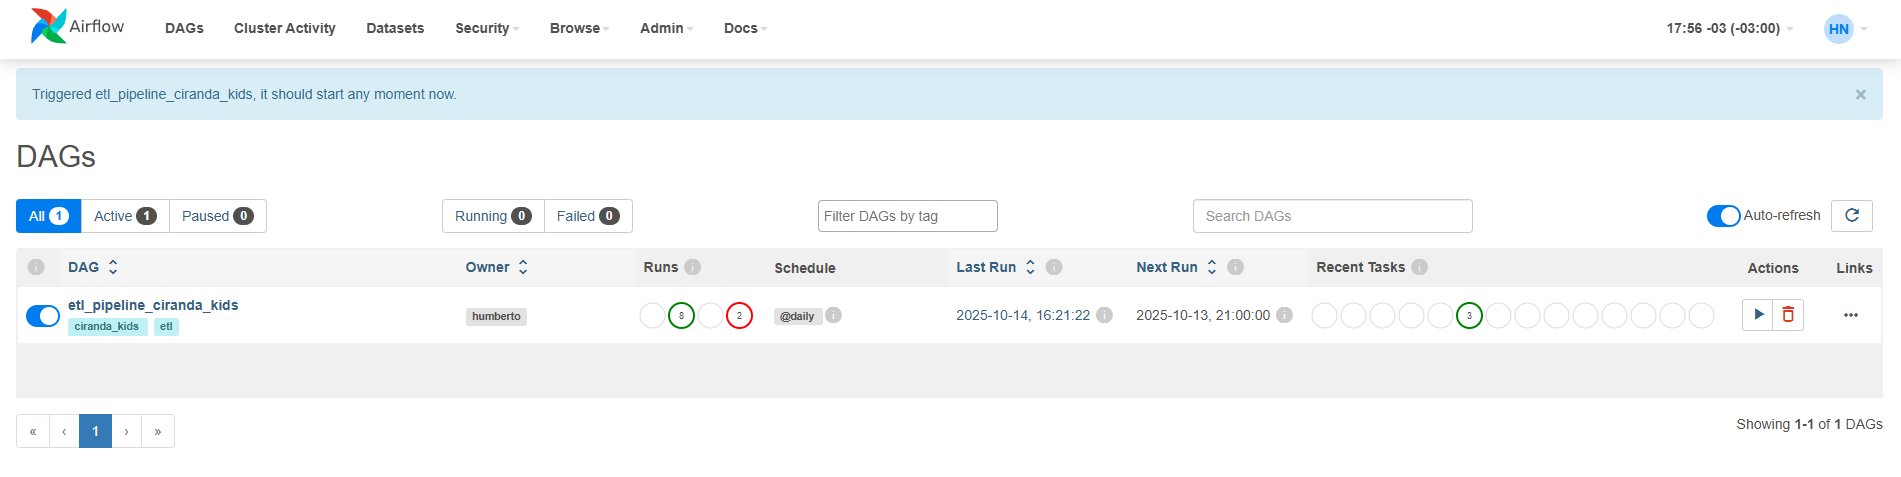 Airflow DAGs Cluster Activity Datasets Security Browse Admin Docs 17:56 -03 (-03:00) HN
Triggered etl_pipeline_ciranda_kids, it should start any moment now. ×
DAGs
All 1 Active 1 Paused 0 Running 0 Failed 0 Filter DAGs by tag Search DAGs Auto-refresh
i DAG Owner Runs i Schedule Last Run i Next Run i Recent Tasks i Actions Links
etl_pipeline_ciranda_kids
ciranda_kids etl
humberto 8 2 @daily i 2025-10-14, 16:21:22 i 2025-10-13, 21:00:00 i 3 ...
« ‹ 1 › »
Showing 1-1 of 1 DAGs